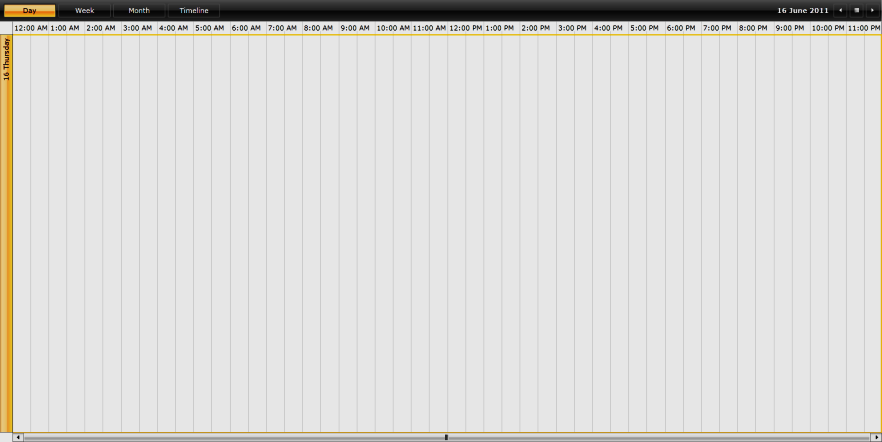 Day Week Month Timeline 16 June 2011
12:00 AM 1:00 AM 2:00 AM 3:00 AM 4:00 AM 5:00 AM 6:00 AM 7:00 AM 8:00 AM 9:00 AM 10:00 AM 11:00 AM 12:00 PM 1:00 PM 2:00 PM 3:00 PM 4:00 PM 5:00 PM 6:00 PM 7:00 PM 8:00 PM 9:00 PM 10:00 PM 11:00 PM
16 Thursday